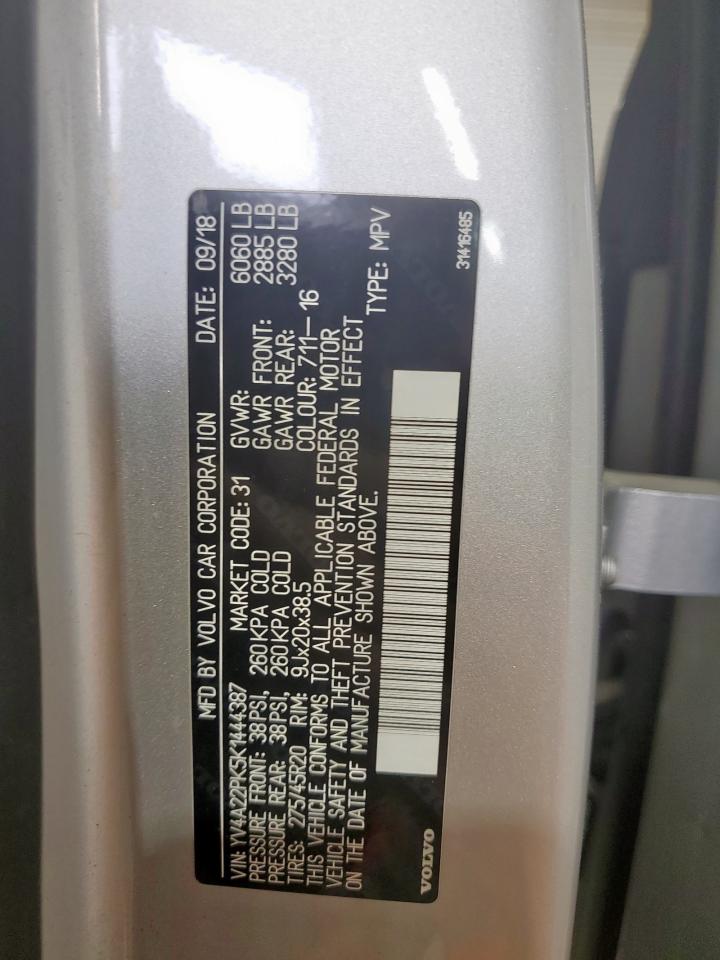 MFD BY VOLVO CAR CORPORATION DATE: 09/18
VIN: YV4A22PK5K1444387 MARKET CODE: 31 GVWR: 6060 LB
PRESSURE FRONT: 38PSI, 260KPA COLD GAWR FRONT: 2885 LB
PRESSURE REAR: 38PSI, 260KPA COLD GAWR REAR: 3280 LB
TIRES: 275/45R20 RIM: 9Jx20x38.5 COLOUR: 711— 16
THIS VEHICLE CONFORMS TO ALL APPLICABLE FEDERAL MOTOR
VEHICLE SAFETY AND THEFT PREVENTION STANDARDS IN EFFECT
ON THE DATE OF MANUFACTURE SHOWN ABOVE. TYPE: MPV
VOLVO 31416485